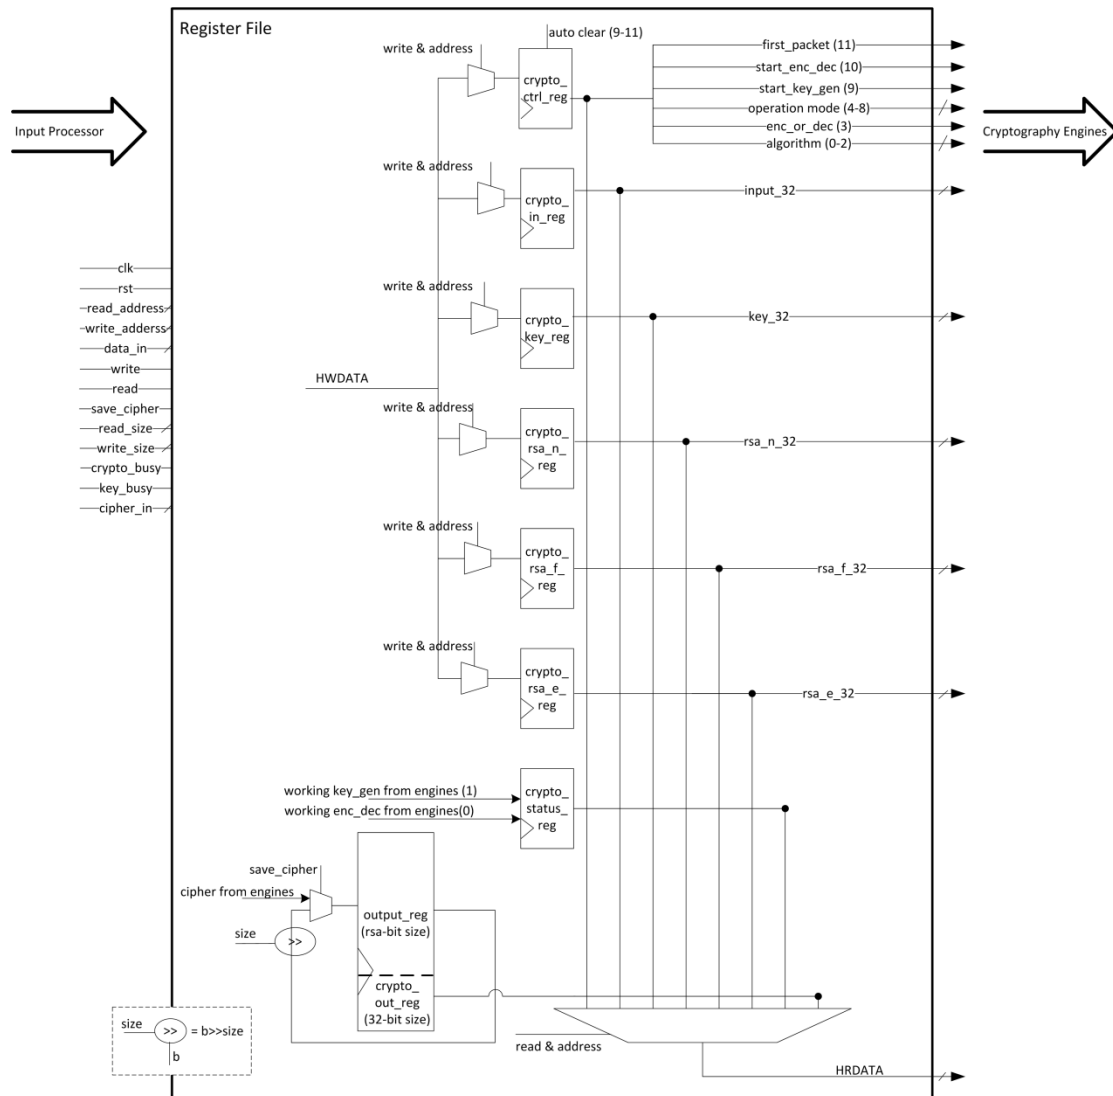 Register File
auto clear (9-11)
write & address
crypto_
ctrl_reg
first_packet (11)
start_enc_dec (10)
start_key_gen (9)
operation mode (4-8)
enc_or_dec (3)
algorithm (0-2)
Input Processor
Cryptography Engines
write & address
crypto_
in_reg
input_32
clk
rst
read_address
write_adderss
data_in
write
read
save_cipher
read_size
write_size
crypto_busy
key_busy
cipher_in
write & address
crypto_
key_reg
key_32
HWDATA
write & address
crypto_
rsa_n_
reg
rsa_n_32
write & address
crypto_
rsa_f_
reg
rsa_f_32
write & address
crypto_
rsa_e_
reg
rsa_e_32
working key_gen from engines (1)
working enc_dec from engines(0)
crypto_
status_
reg
save_cipher
cipher from engines
size
>>
output_reg
(rsa-bit size)
crypto_
out_reg
(32-bit size)
size
>>
= b>>size
b
read & address
HRDATA